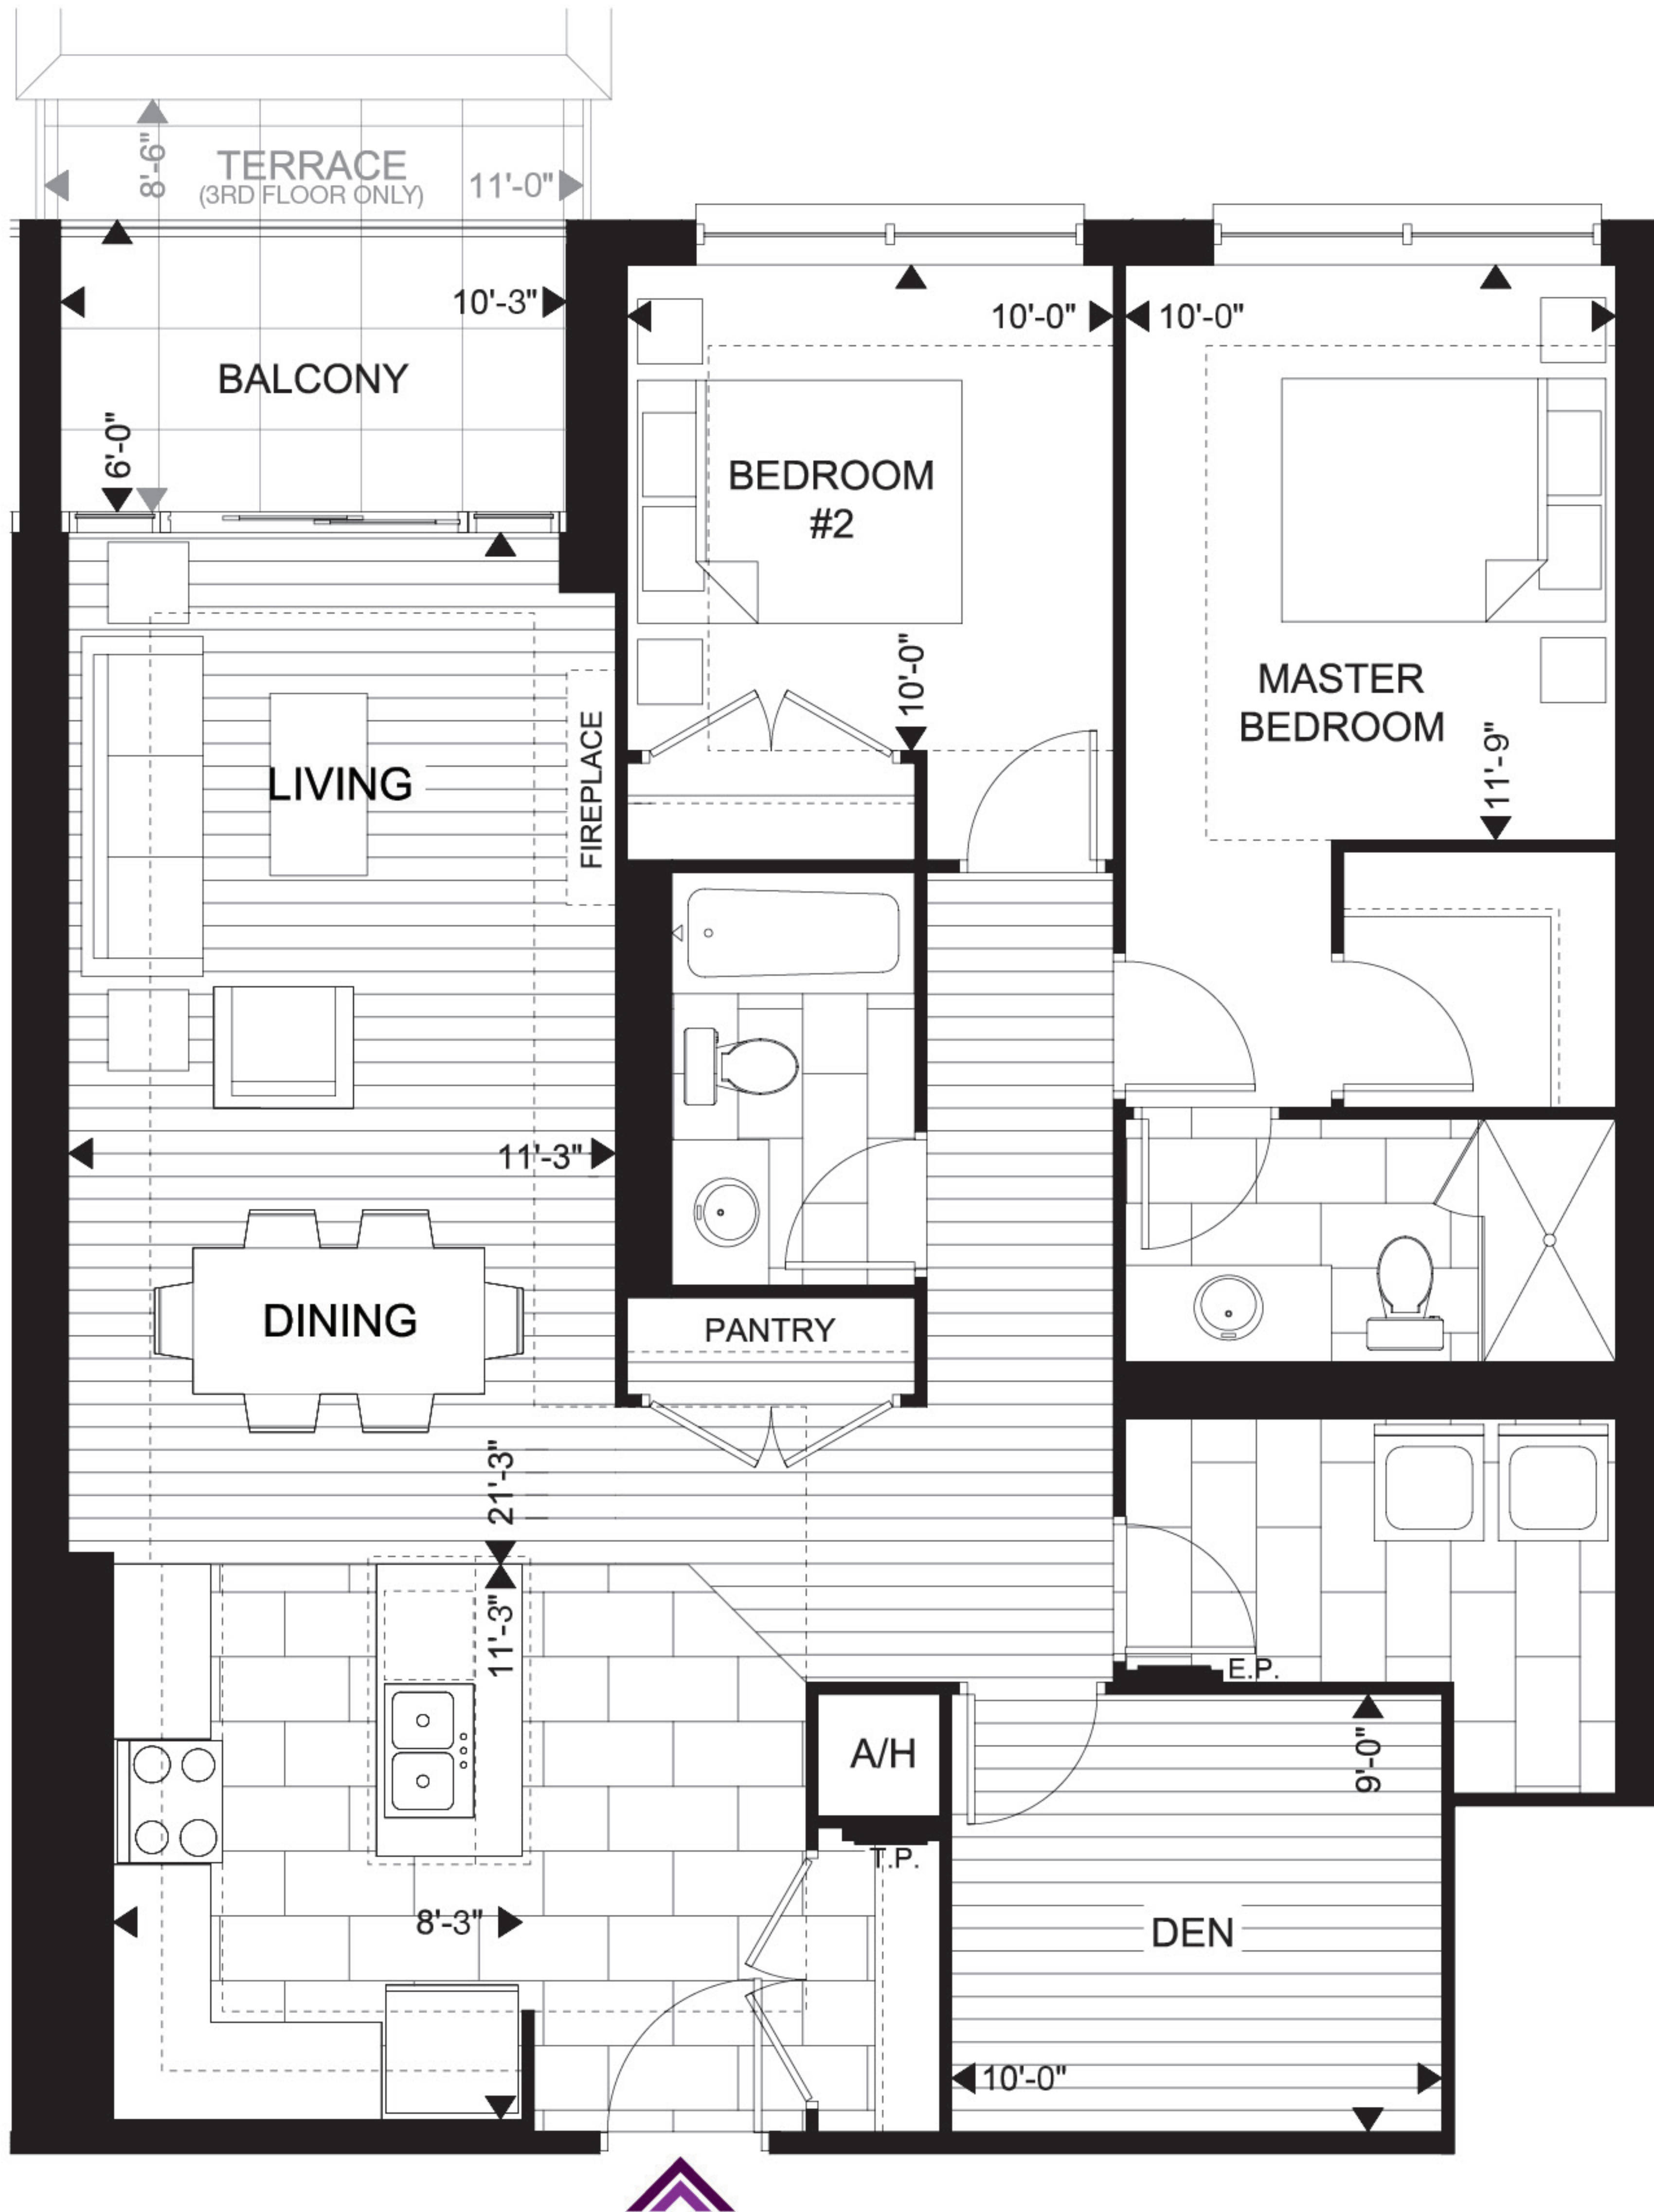 8'-6"
TERRACE
(3RD FLOOR ONLY)
11'-0"
10'-3"
BALCONY
6'-0"
10'-0"
10'-0"
BEDROOM
#2
10'-0"
MASTER
BEDROOM
11'-9"
LIVING
FIREPLACE
11'-3"
DINING
PANTRY
21'-3"
11'-3"
E.P.
A/H
9'-0"
T.P.
8'-3"
DEN
10'-0"